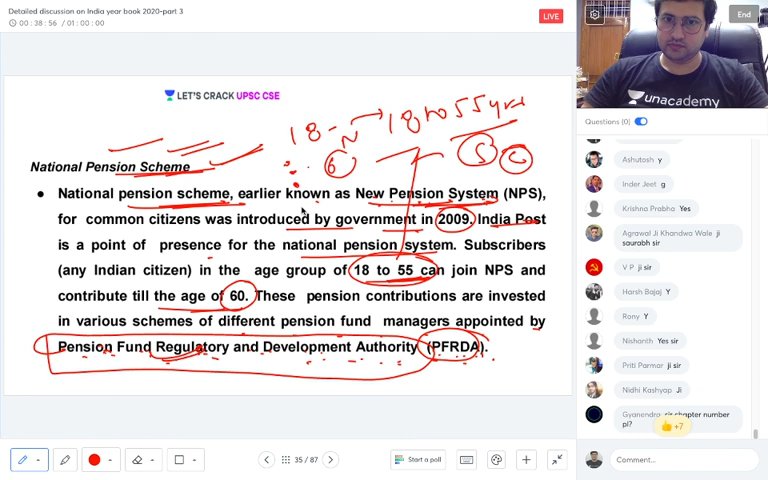 Detailed discussion on India year book 2020-part 3
00 : 38 : 56 / 01 : 00 : 00
LIVE
End
LET'S CRACK UPSC CSE
18 - N → 18 to 55 yrs
6
National Pension Scheme
• National pension scheme, earlier known as New Pension System (NPS),
for common citizens was introduced by government in 2009. India Post
is a point of presence for the national pension system. Subscribers
(any Indian citizen) in the age group of 18 to 55 can join NPS and
contribute till the age of 60. These pension contributions are invested
in various schemes of different pension fund managers appointed by
Pension Fund Regulatory and Development Authority (PFRDA).
35 / 87
Start a poll
unacademy
Questions (0)
Ashutosh y
Inder Jeet g
Krishna Prabha Yes
Agrawal Ji Khandwa Wale ji
saurabh sir
V P ji sir
Harsh Bajaj Y
Rony Y
Nishanth Yes sir
Priti Parmar ji sir
Nidhi Kashyap Ji
Gyanendra sir chapter number
pl?
+7
Comment...